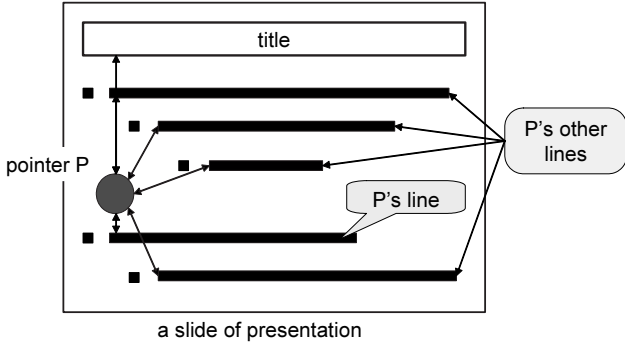 title
P's other
lines
pointer P
P's line
a slide of presentation